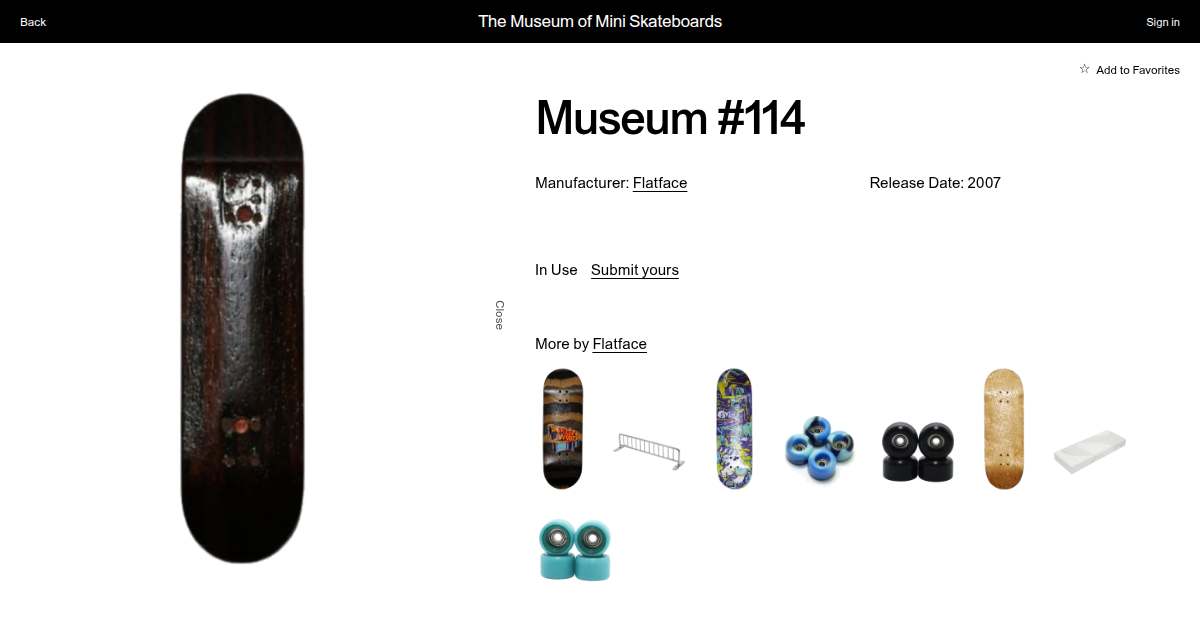 Back
The Museum of Mini Skateboards
Sign in
☆ Add to Favorites
Museum #114
Manufacturer: Flatface
Release Date: 2007
In Use Submit yours
Close
More by Flatface